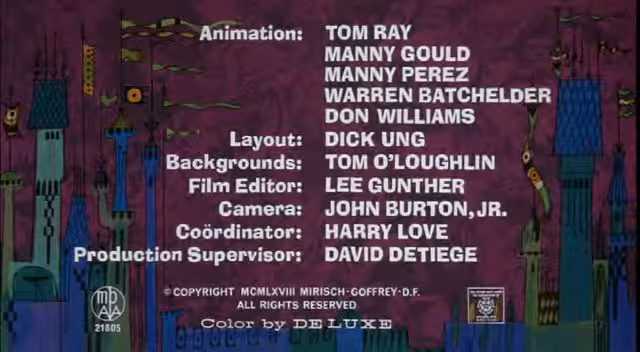 Animation: TOM RAY
MANNY GOULD
MANNY PEREZ
WARREN BATCHELDER
DON WILLIAMS
Layout: DICK UNG
Backgrounds: TOM O'LOUGHLIN
Film Editor: LEE GUNTHER
Camera: JOHN BURTON, JR.
Coördinator: HARRY LOVE
Production Supervisor: DAVID DETIEGE
© COPYRIGHT MCMLXVIII MIRISCH-GOFFREY-D.F.
ALL RIGHTS RESERVED
Color by DE LUXE
21805